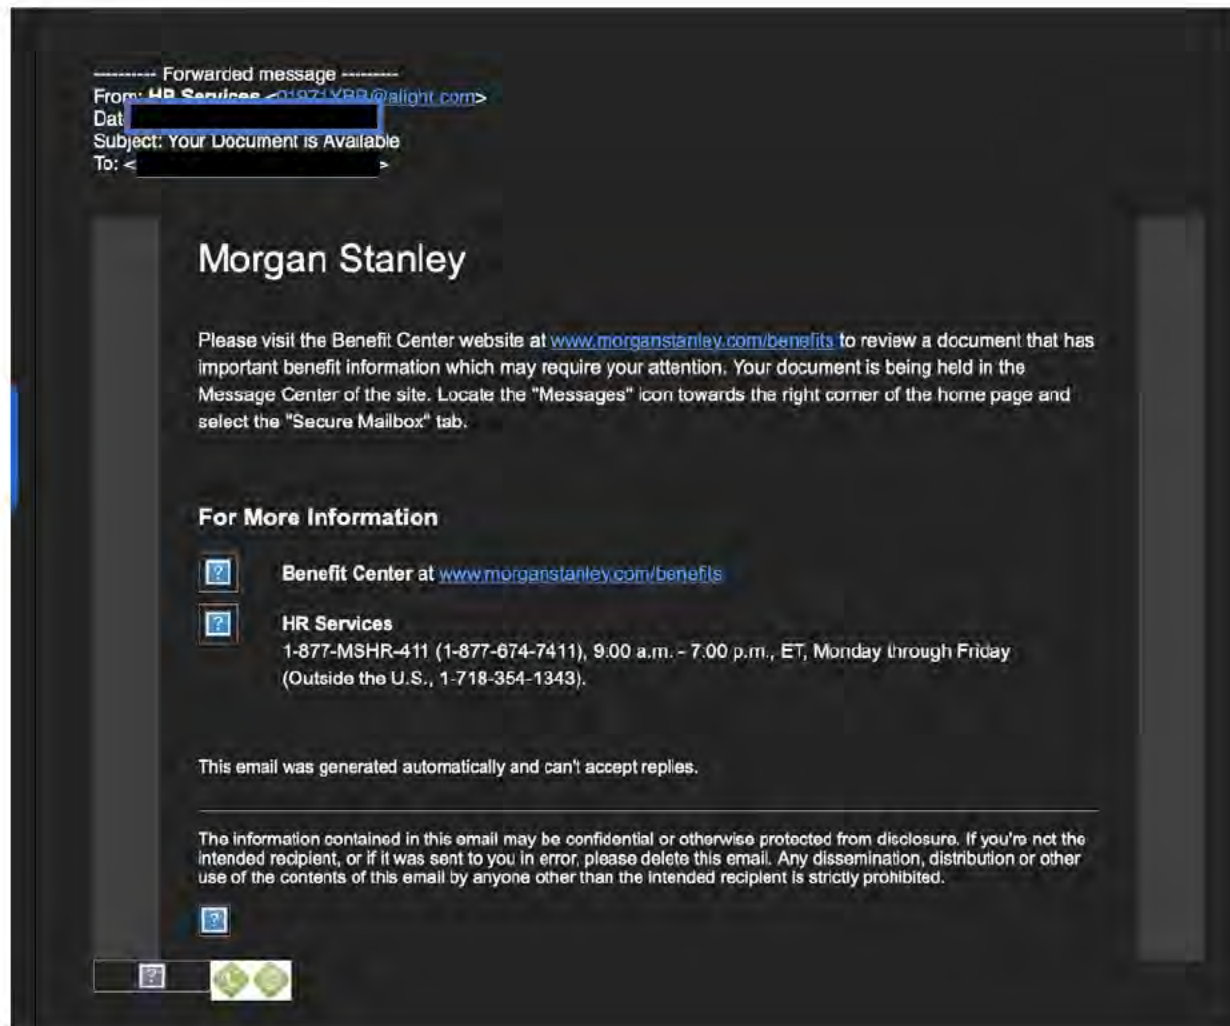 ---------- Forwarded message ---------
From: HR Services <01971XBB@alight.com>
Dat
Subject: Your Document is Available
To: < >
Morgan Stanley
Please visit the Benefit Center website at www.morganstanley.com/benefits to review a document that has
important benefit information which may require your attention. Your document is being held in the
Message Center of the site. Locate the "Messages" icon towards the right corner of the home page and
select the "Secure Mailbox" tab.
For More Information
Benefit Center at www.morganstanley.com/benefits
HR Services
1-877-MSHR-411 (1-877-674-7411), 9:00 a.m. - 7:00 p.m., ET, Monday through Friday
(Outside the U.S., 1-718-354-1343).
This email was generated automatically and can't accept replies.
The information contained in this email may be confidential or otherwise protected from disclosure. If you're not the
intended recipient, or if it was sent to you in error, please delete this email. Any dissemination, distribution or other
use of the contents of this email by anyone other than the intended recipient is strictly prohibited.